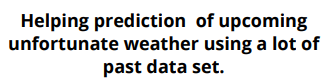 Helping prediction  of upcoming
unfortunate weather using a lot of
past data set.